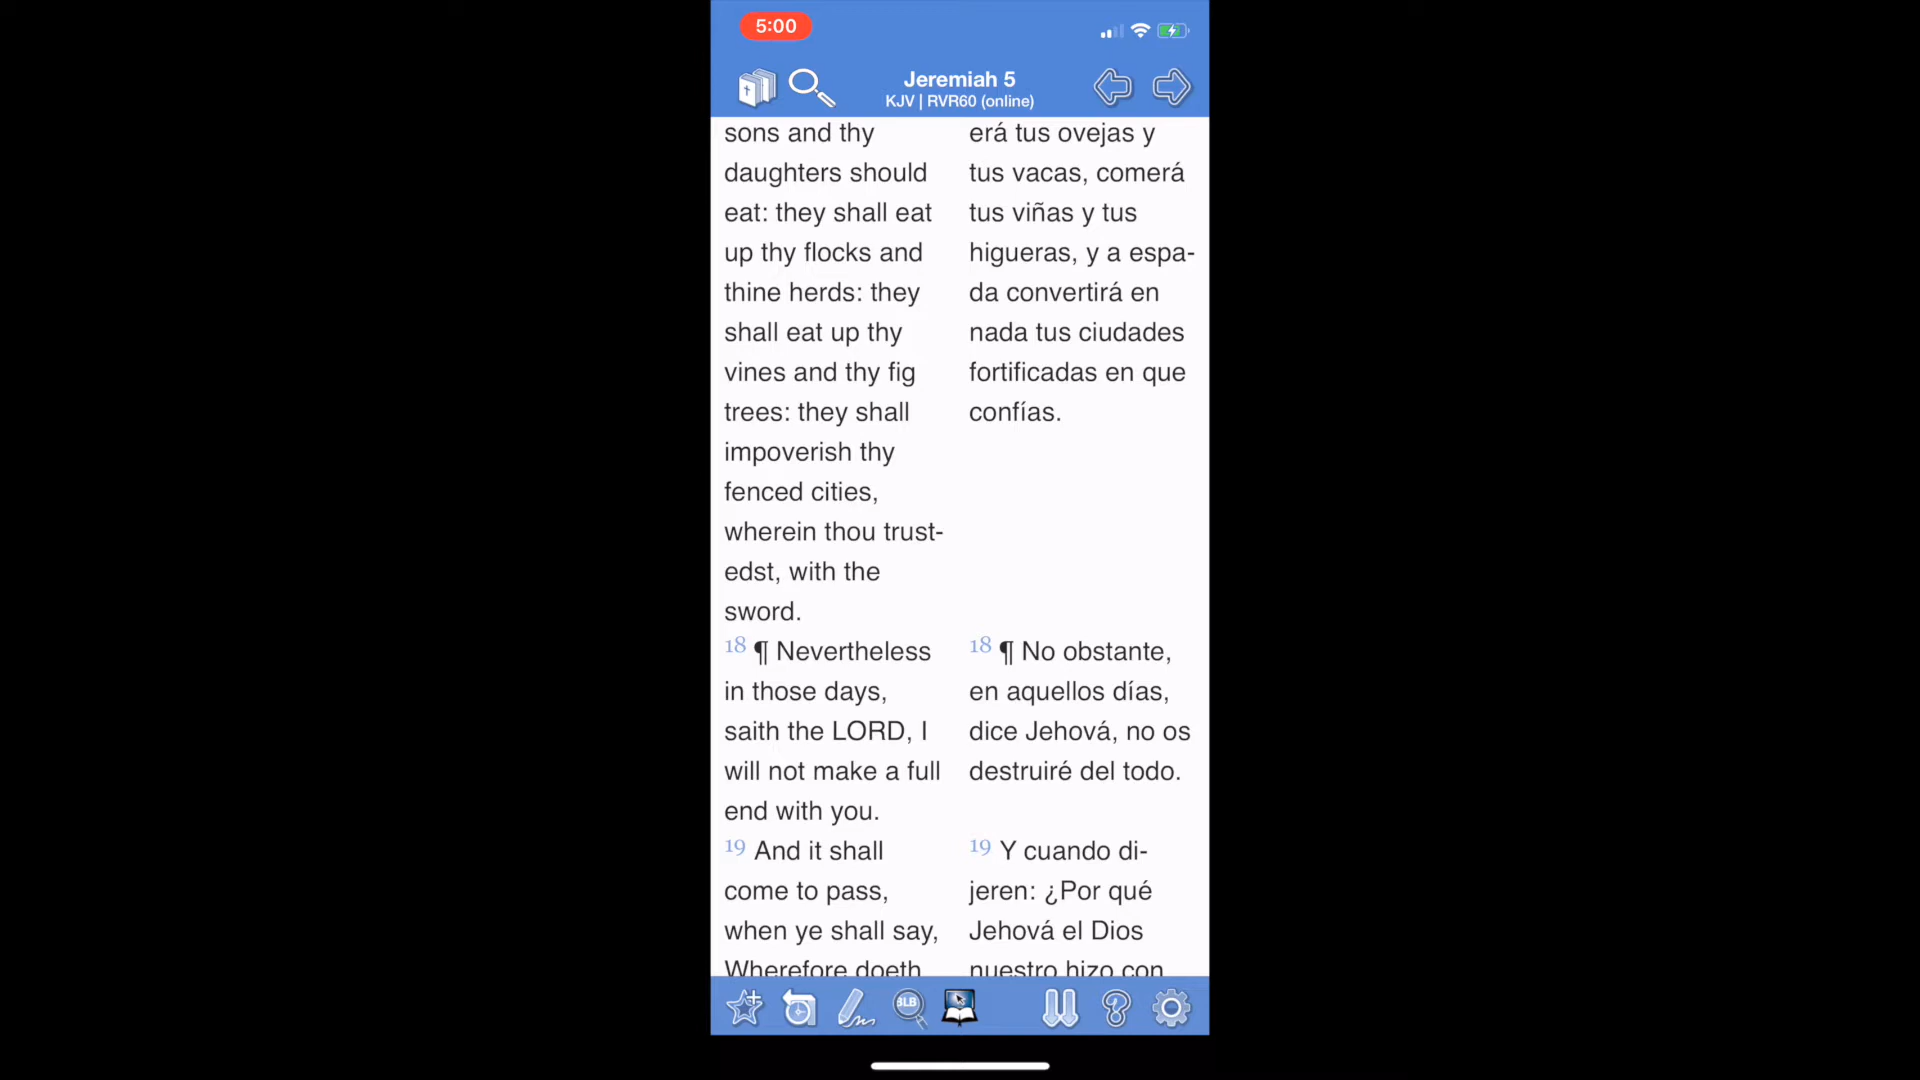 5:00
Jeremiah 5
KJV | RVR60 (online)
sons and thy
daughters should
eat: they shall eat
up thy flocks and
thine herds: they
shall eat up thy
vines and thy fig
trees: they shall
impoverish thy
fenced cities,
wherein thou trust-
edst, with the
sword.
18 ¶ Nevertheless
in those days,
saith the LORD, I
will not make a full
end with you.
19 And it shall
come to pass,
when ye shall say,
Wherefore doeth
erá tus ovejas y
tus vacas, comerá
tus viñas y tus
higueras, y a espa-
da convertirá en
nada tus ciudades
fortificadas en que
confías.
18 ¶ No obstante,
en aquellos días,
dice Jehová, no os
destruiré del todo.
19 Y cuando di-
jeren: ¿Por qué
Jehová el Dios
nuestro hizo con
BLB